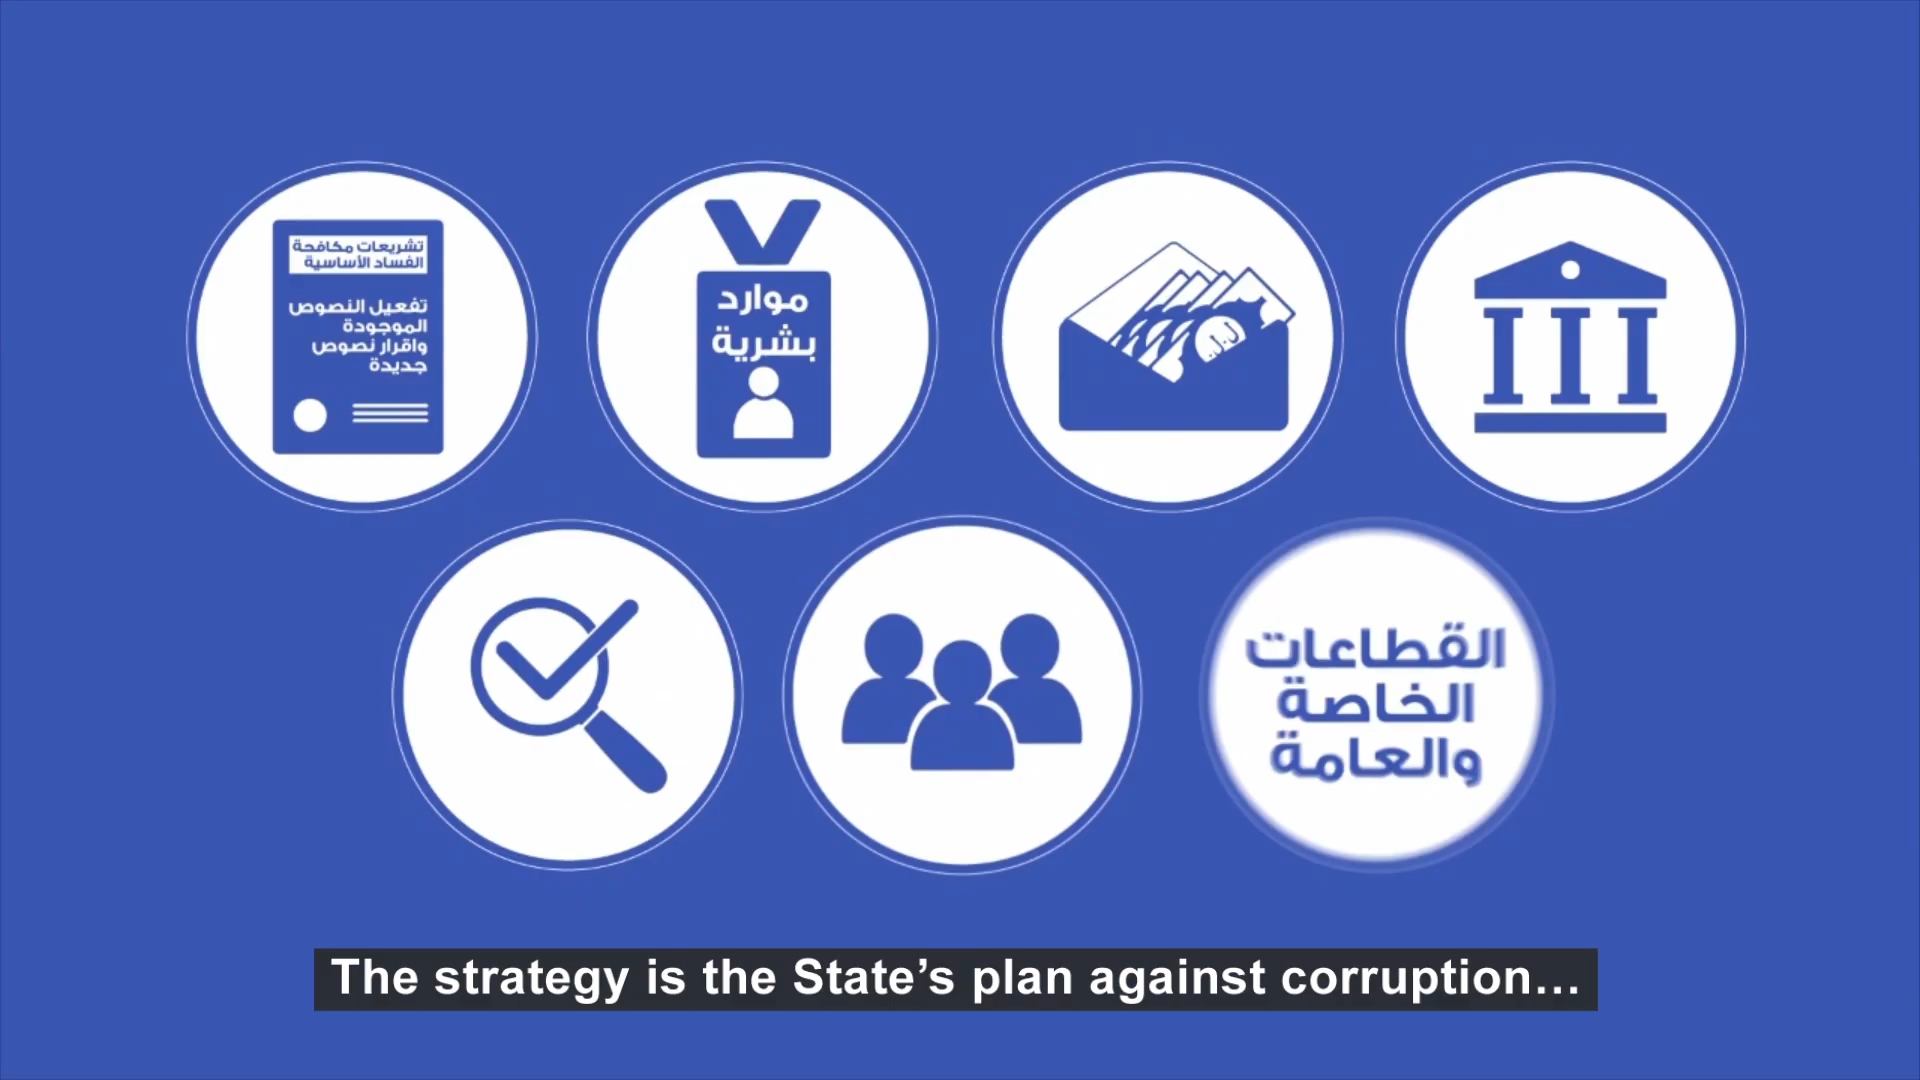 تشريعات مكافحة
الفساد الأساسية
تفعيل النصوص
الموجودة
واقرار نصوص
جديدة
موارد
بشرية
ل.ل.
القطاعات
الخاصة
والعامة
The strategy is the State’s plan against corruption…